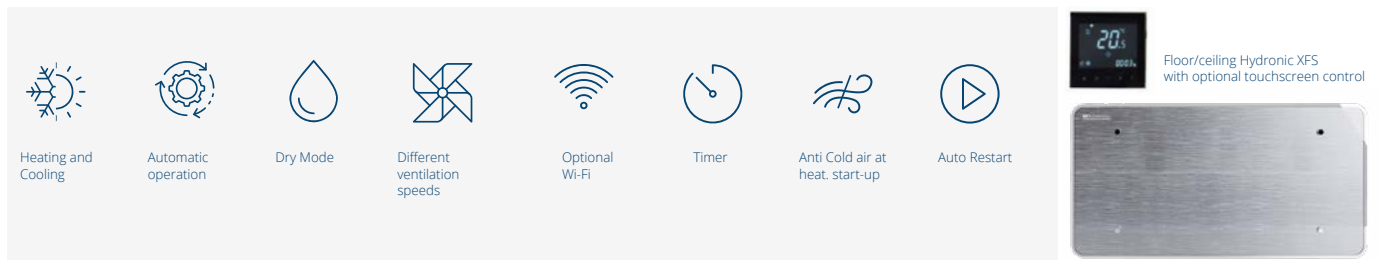 Heating and
Cooling
Automatic
operation
Dry Mode
Different
ventilation
speeds
Optional
Wi-Fi
Timer
Anti Cold air at
heat. start-up
Auto Restart
20.5
Floor/ceiling Hydronic XFS
with optional touchscreen control